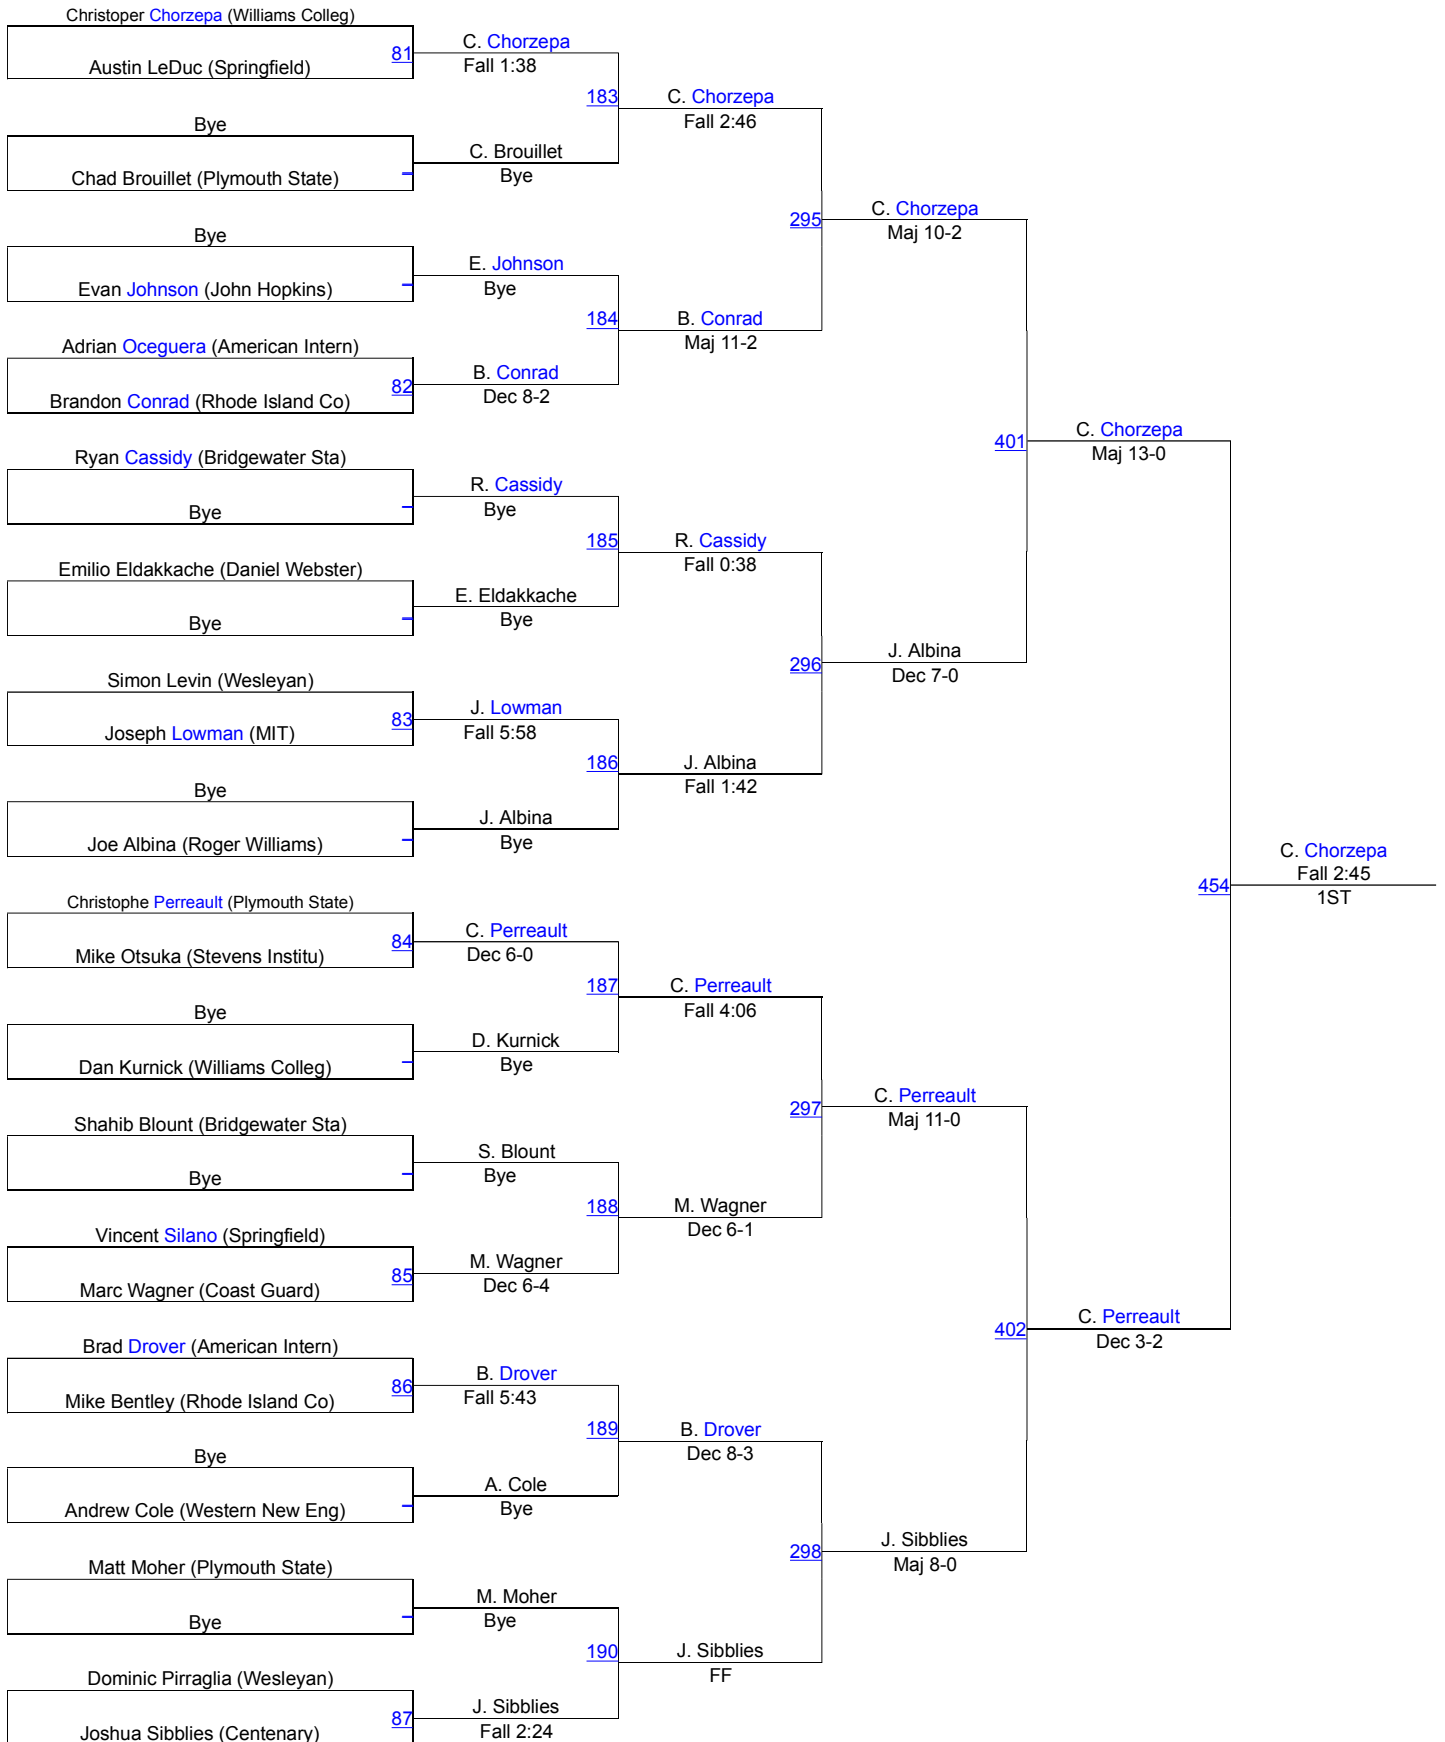 Christoper Chorzepa (Williams Colleg)
81
Austin LeDuc (Springfield)
Bye
Chad Brouillet (Plymouth State)
Bye
Evan Johnson (John Hopkins)
Adrian Oceguera (American Intern)
82
Brandon Conrad (Rhode Island Co)
Ryan Cassidy (Bridgewater Sta)
Bye
Emilio Eldakkache (Daniel Webster)
Bye
Simon Levin (Wesleyan)
83
Joseph Lowman (MIT)
Bye
Joe Albina (Roger Williams)
Christophe Perreault (Plymouth State)
84
Mike Otsuka (Stevens Institu)
Bye
Dan Kurnick (Williams Colleg)
Shahib Blount (Bridgewater Sta)
Bye
Vincent Silano (Springfield)
85
Marc Wagner (Coast Guard)
Brad Drover (American Intern)
86
Mike Bentley (Rhode Island Co)
Bye
Andrew Cole (Western New Eng)
Matt Moher (Plymouth State)
Bye
Dominic Pirraglia (Wesleyan)
87
Joshua Sibblies (Centenary)
C. Chorzepa
Fall 1:38
183
C. Brouillet
Bye
E. Johnson
Bye
184
B. Conrad
Dec 8-2
R. Cassidy
Bye
185
E. Eldakkache
Bye
J. Lowman
Fall 5:58
186
J. Albina
Bye
C. Perreault
Dec 6-0
187
D. Kurnick
Bye
S. Blount
Bye
188
M. Wagner
Dec 6-4
B. Drover
Fall 5:43
189
A. Cole
Bye
M. Moher
Bye
190
J. Sibblies
Fall 2:24
C. Chorzepa
Fall 2:46
295
B. Conrad
Maj 11-2
R. Cassidy
Fall 0:38
296
J. Albina
Fall 1:42
C. Perreault
Fall 4:06
297
M. Wagner
Dec 6-1
B. Drover
Dec 8-3
298
J. Sibblies
FF
C. Chorzepa
Maj 10-2
401
J. Albina
Dec 7-0
C. Perreault
Maj 11-0
402
J. Sibblies
Maj 8-0
C. Chorzepa
Maj 13-0
454
C. Perreault
Dec 3-2
C. Chorzepa
Fall 2:45
1ST